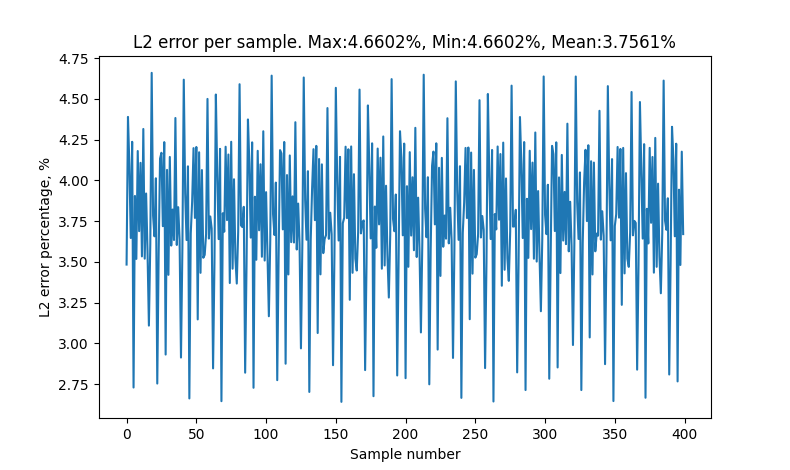 L2 error per sample. Max:4.6602%, Min:4.6602%, Mean:3.7561%
4.75
4.50
4.25
4.00
3.75
3.50
3.25
3.00
2.75
L2 error percentage, %
0 50 100 150 200 250 300 350 400
Sample number